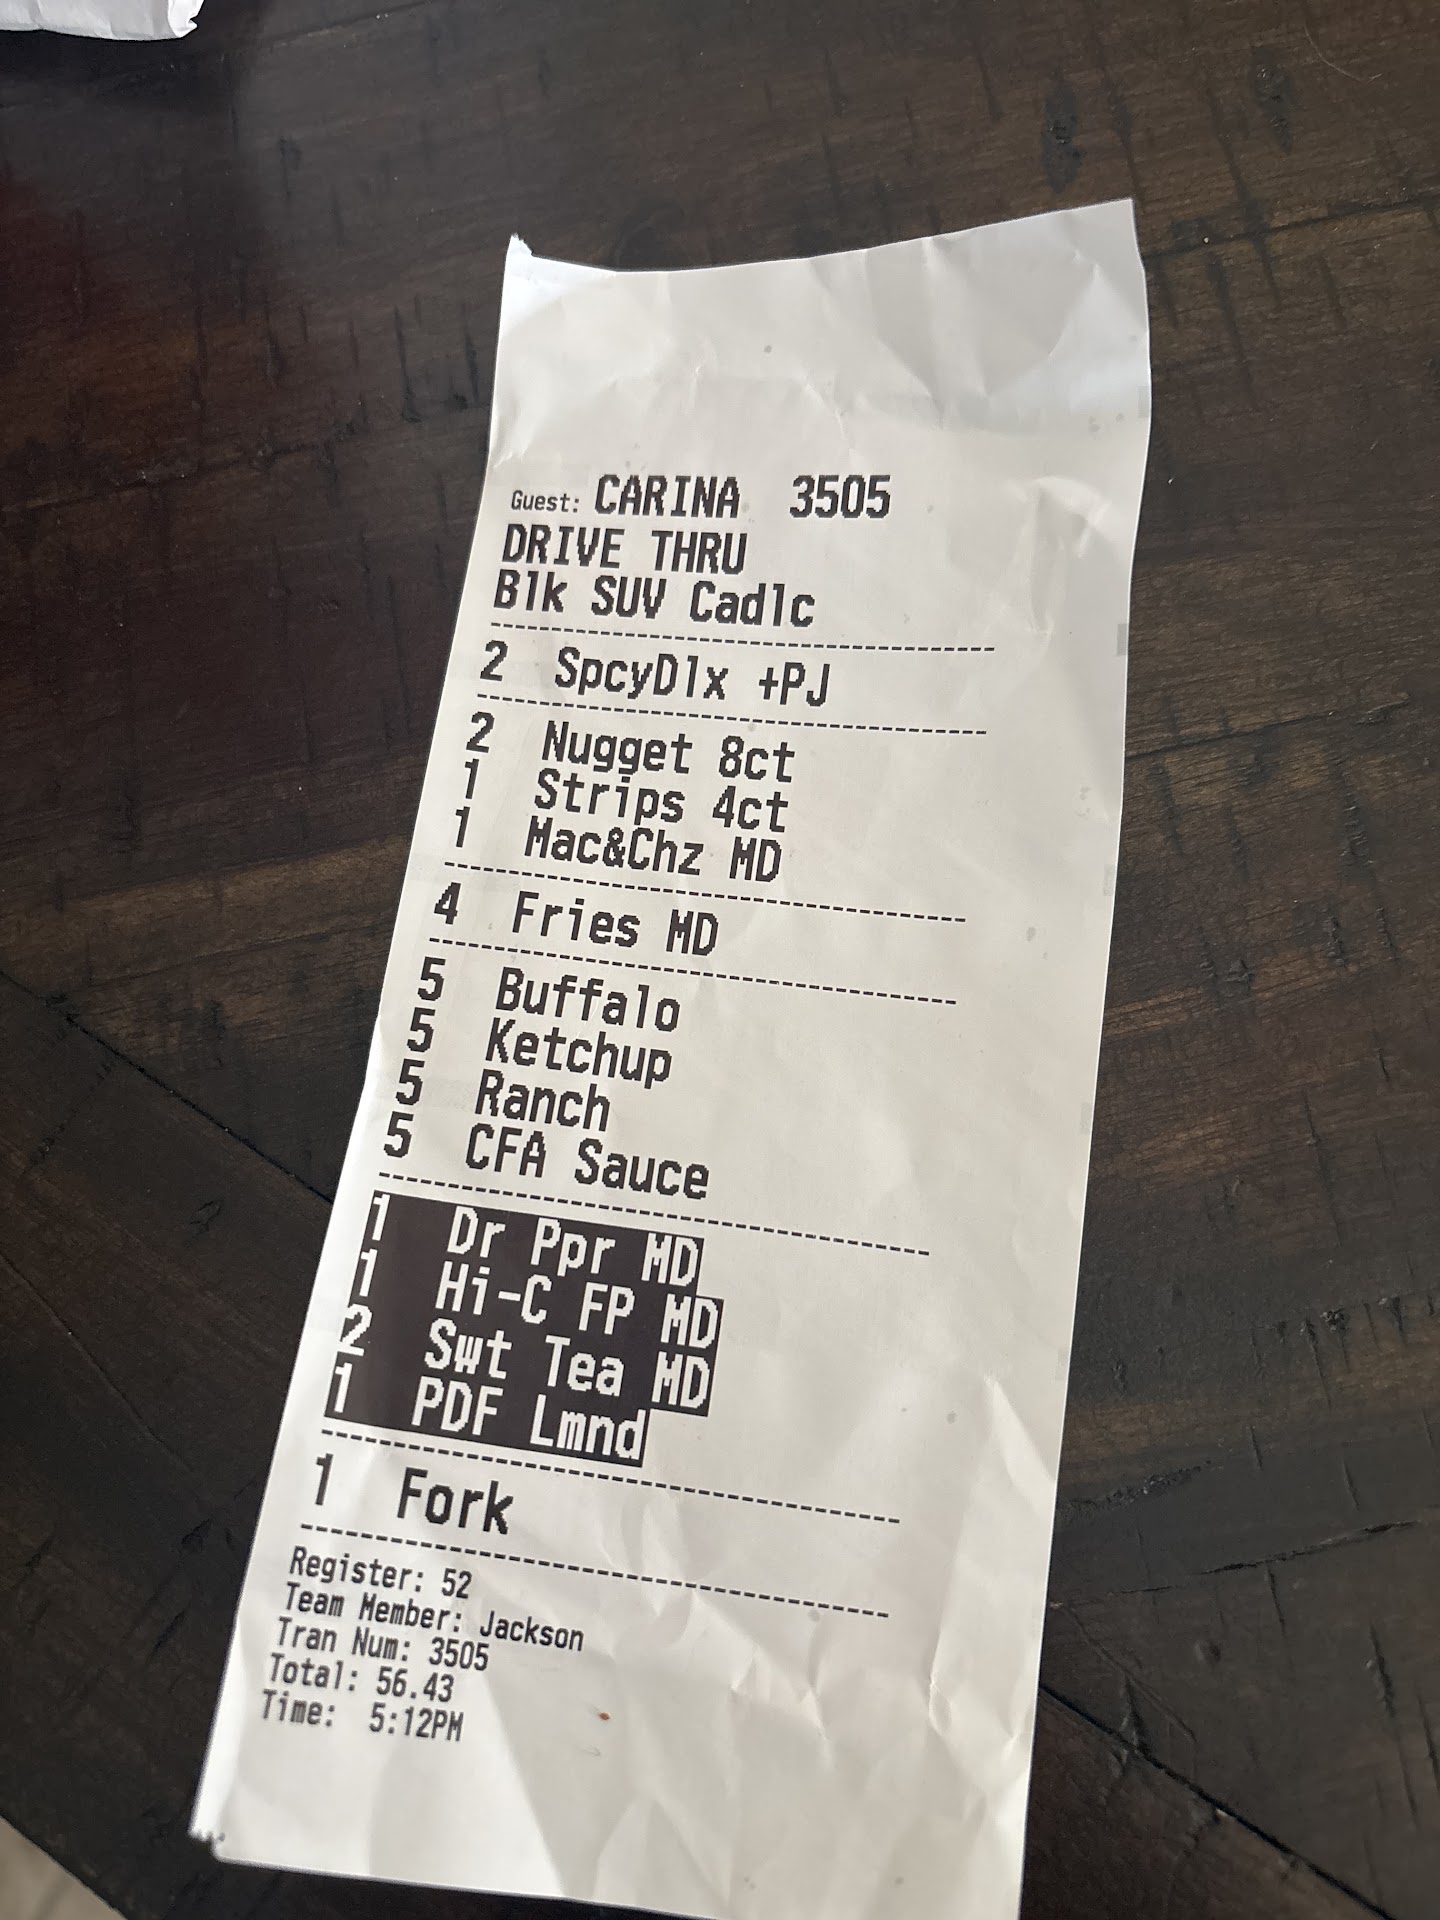 Guest: CARINA 3505
DRIVE THRU
Blk SUV Cadlc
2 SpcyDlx +PJ
2 Nugget 8ct
1 Strips 4ct
1 Mac&Chz MD
4 Fries MD
5 Buffalo
5 Ketchup
5 Ranch
5 CFA Sauce
1 Dr Ppr MD
1 Hi-C FP MD
2 Swt Tea MD
1 PDF Lmnd
1 Fork
Register: 52
Team Member: Jackson
Tran Num: 3505
Total: 56.43
Time: 5:12PM